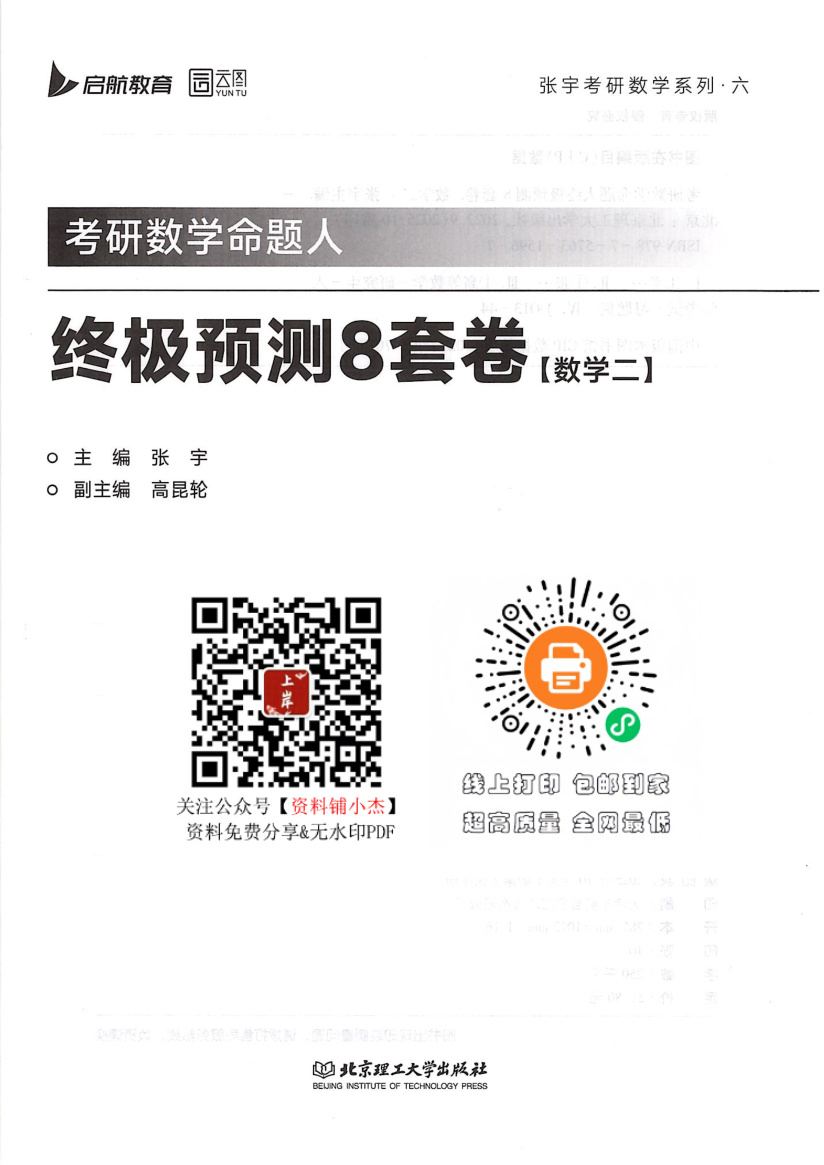 启航教育 云图 YUN TU
张宇考研数学系列·六
考研数学命题人
终极预测8套卷【数学二】
主 编 张 宇
副主编 高昆轮
上岸
关注公众号【资料铺小杰】
资料免费分享&无水印PDF
线上打印 包邮到家
超高质量 全网最低
北京理工大学出版社
BEIJING INSTITUTE OF TECHNOLOGY PRESS